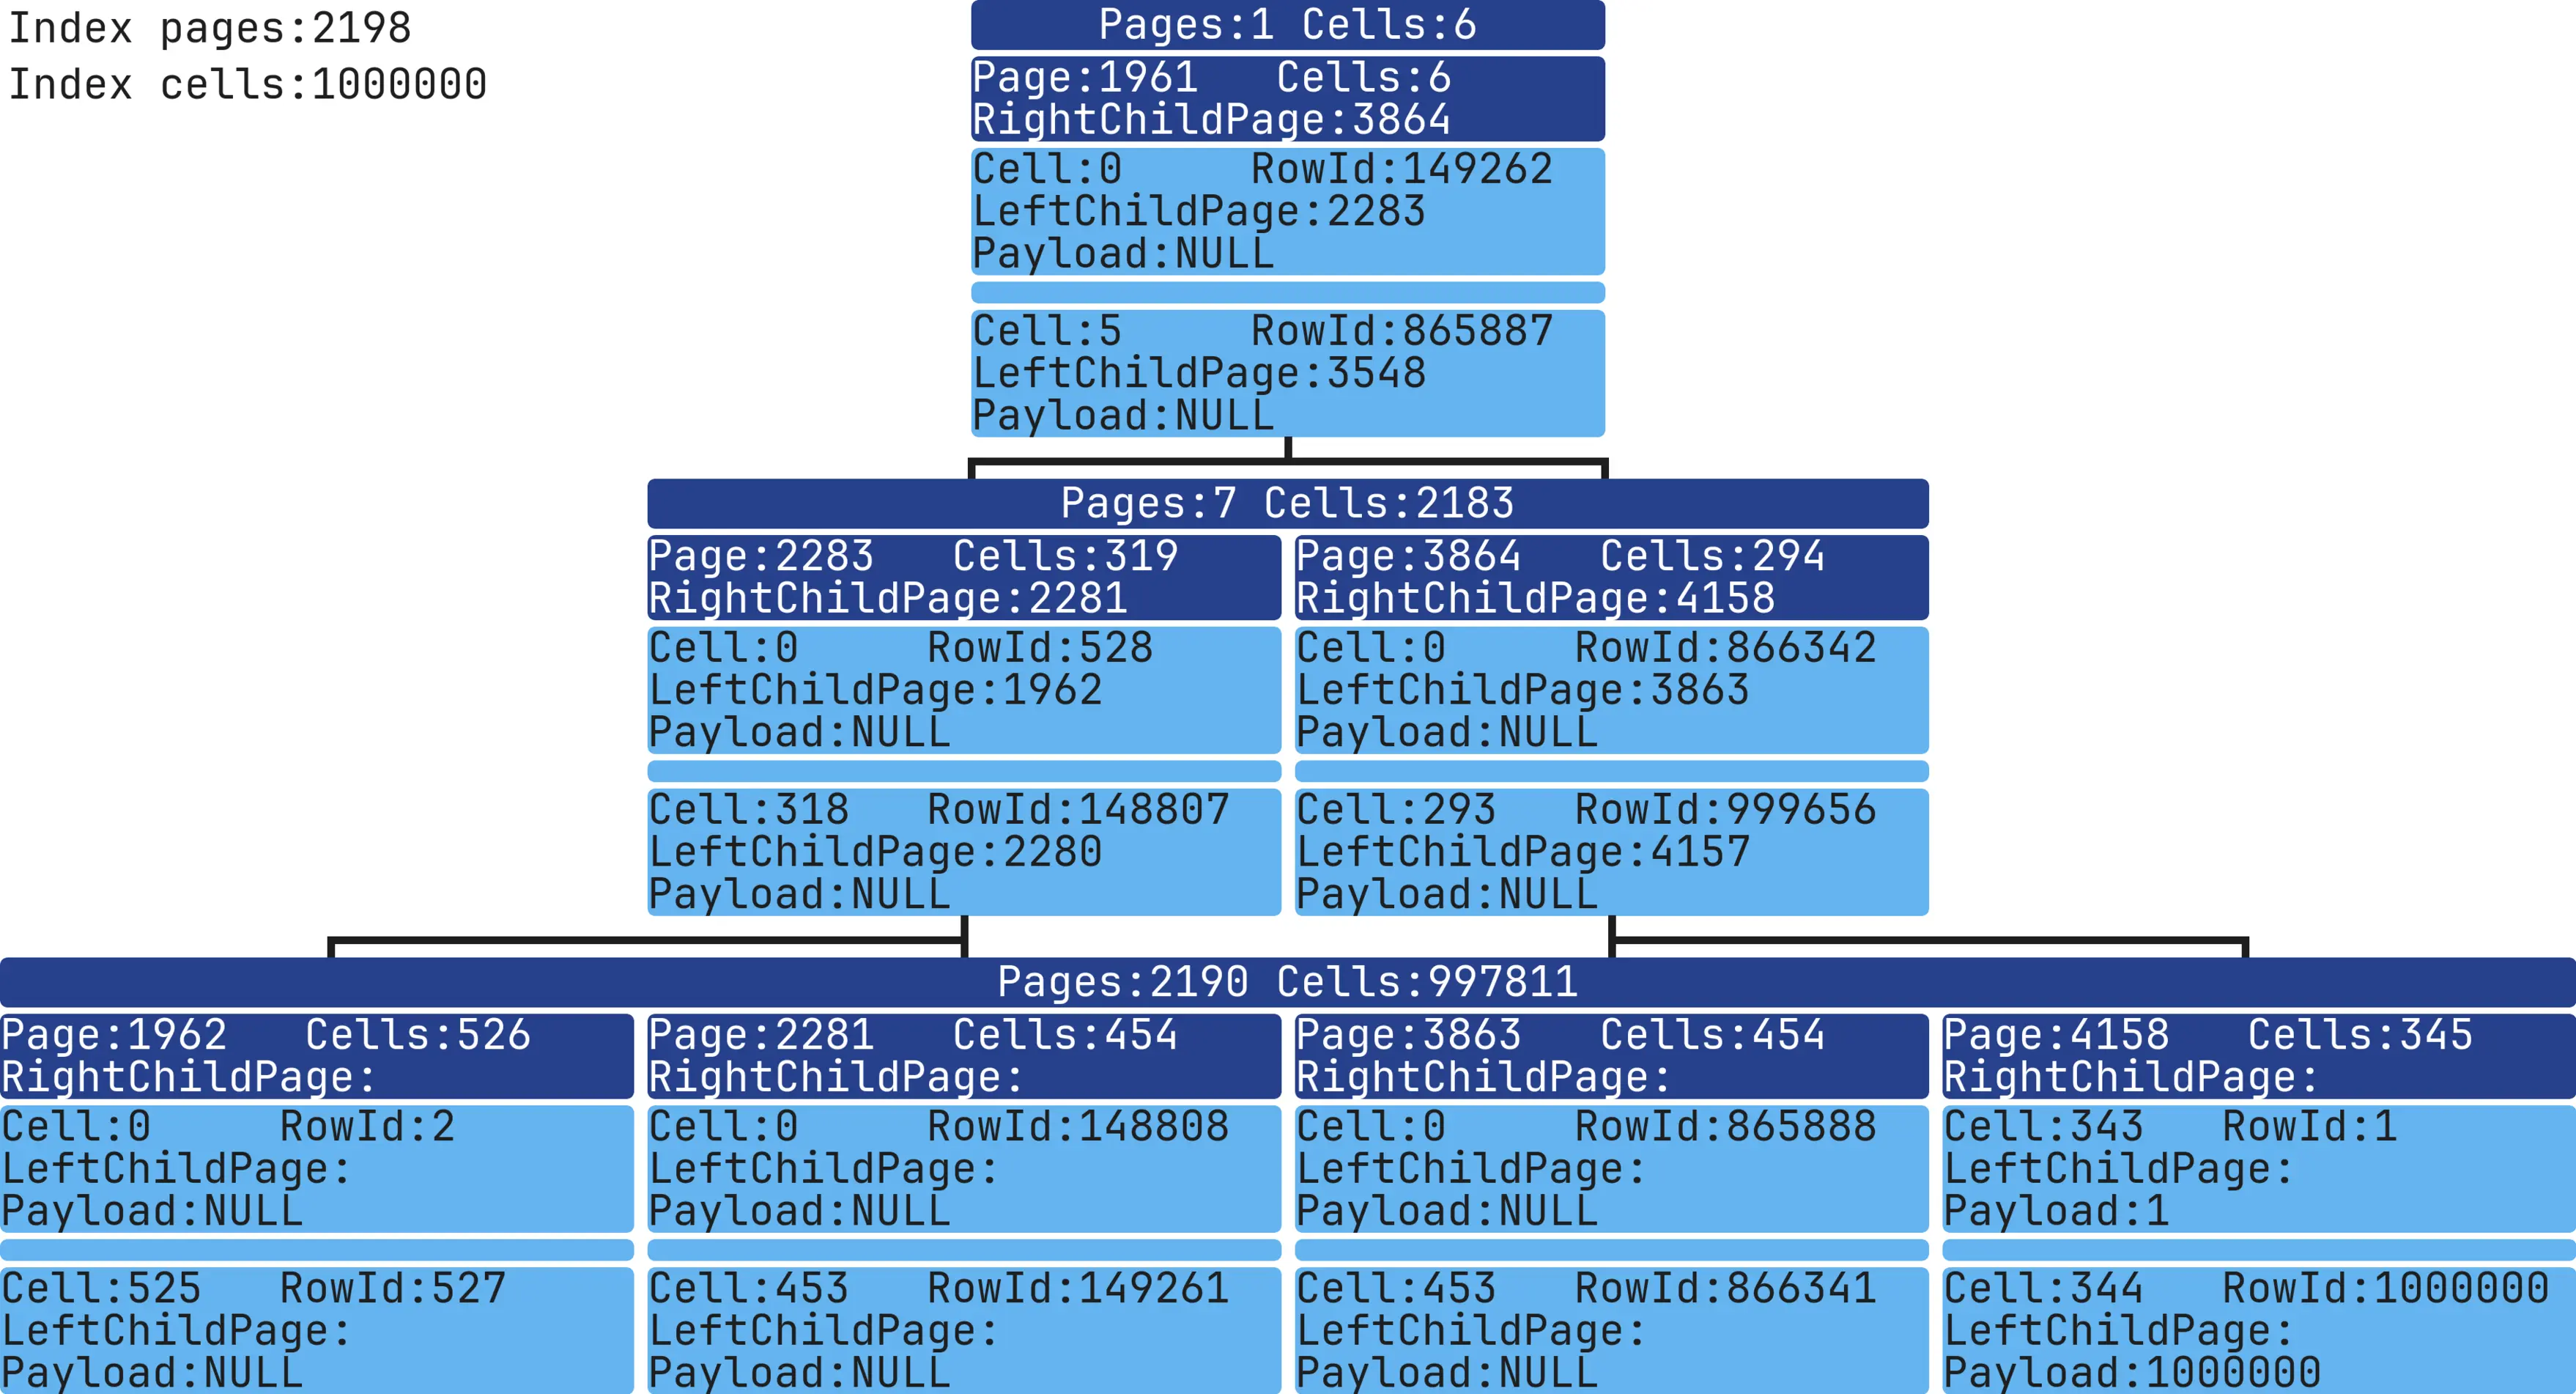 Index pages:2198
Index cells:1000000
Pages:1 Cells:6
Page:1961 Cells:6
RightChildPage:3864
Cell:0 RowId:149262
LeftChildPage:2283
Payload:NULL
Cell:5 RowId:865887
LeftChildPage:3548
Payload:NULL
Pages:7 Cells:2183
Page:2283 Cells:319
RightChildPage:2281
Cell:0 RowId:528
LeftChildPage:1962
Payload:NULL
Cell:318 RowId:148807
LeftChildPage:2280
Payload:NULL
Page:3864 Cells:294
RightChildPage:4158
Cell:0 RowId:866342
LeftChildPage:3863
Payload:NULL
Cell:293 RowId:999656
LeftChildPage:4157
Payload:NULL
Pages:2190 Cells:997811
Page:1962 Cells:526
RightChildPage:
Cell:0 RowId:2
LeftChildPage:
Payload:NULL
Cell:525 RowId:527
LeftChildPage:
Payload:NULL
Page:2281 Cells:454
RightChildPage:
Cell:0 RowId:148808
LeftChildPage:
Payload:NULL
Cell:453 RowId:149261
LeftChildPage:
Payload:NULL
Page:3863 Cells:454
RightChildPage:
Cell:0 RowId:865888
LeftChildPage:
Payload:NULL
Cell:453 RowId:866341
LeftChildPage:
Payload:NULL
Page:4158 Cells:345
RightChildPage:
Cell:343 RowId:1
LeftChildPage:
Payload:1
Cell:344 RowId:1000000
LeftChildPage:
Payload:1000000